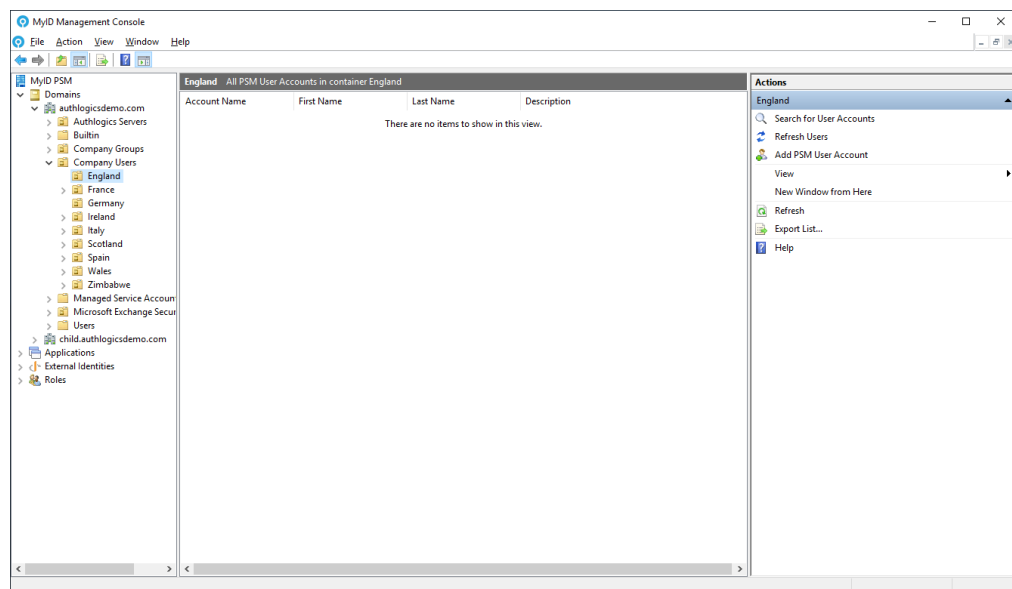 MyID Management Console
File Action View Window Help
MyID PSM
Domains
authlogicsdemo.com
Authlogics Servers
Builtin
Company Groups
Company Users
England
France
Germany
Ireland
Italy
Scotland
Spain
Wales
Zimbabwe
Managed Service Accoun
Microsoft Exchange Secur
Users
child.authlogicsdemo.com
Applications
External Identities
Roles
England All PSM User Accounts in container England
Account Name First Name Last Name Description
There are no items to show in this view.
Actions
England
Search for User Accounts
Refresh Users
Add PSM User Account
View
New Window from Here
Refresh
Export List...
Help